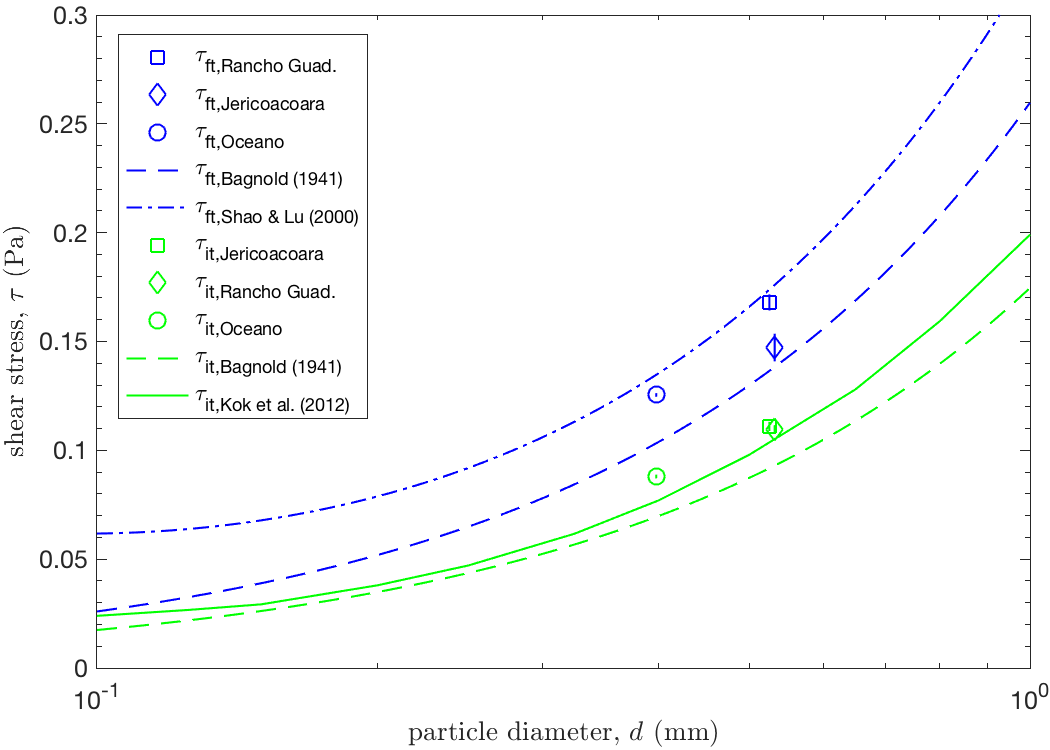 0.3
0.25
0.2
0.15
0.1
0.05
0
shear stress, τ (Pa)
τft,Rancho Guad.
τft,Jericoacoara
τft,Oceano
τft,Bagnold (1941)
τft,Shao & Lu (2000)
τit,Jericoacoara
τit,Rancho Guad.
τit,Oceano
τit,Bagnold (1941)
τit,Kok et al. (2012)
10-1
100
particle diameter, d (mm)